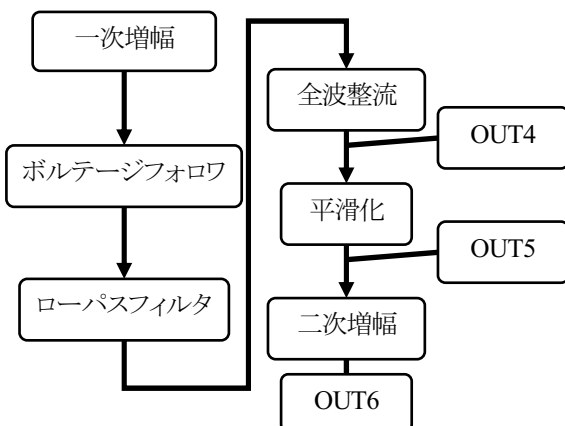 一次増幅
ボルテージフォロワ
ローパスフィルタ
全波整流
OUT4
平滑化
OUT5
二次増幅
OUT6